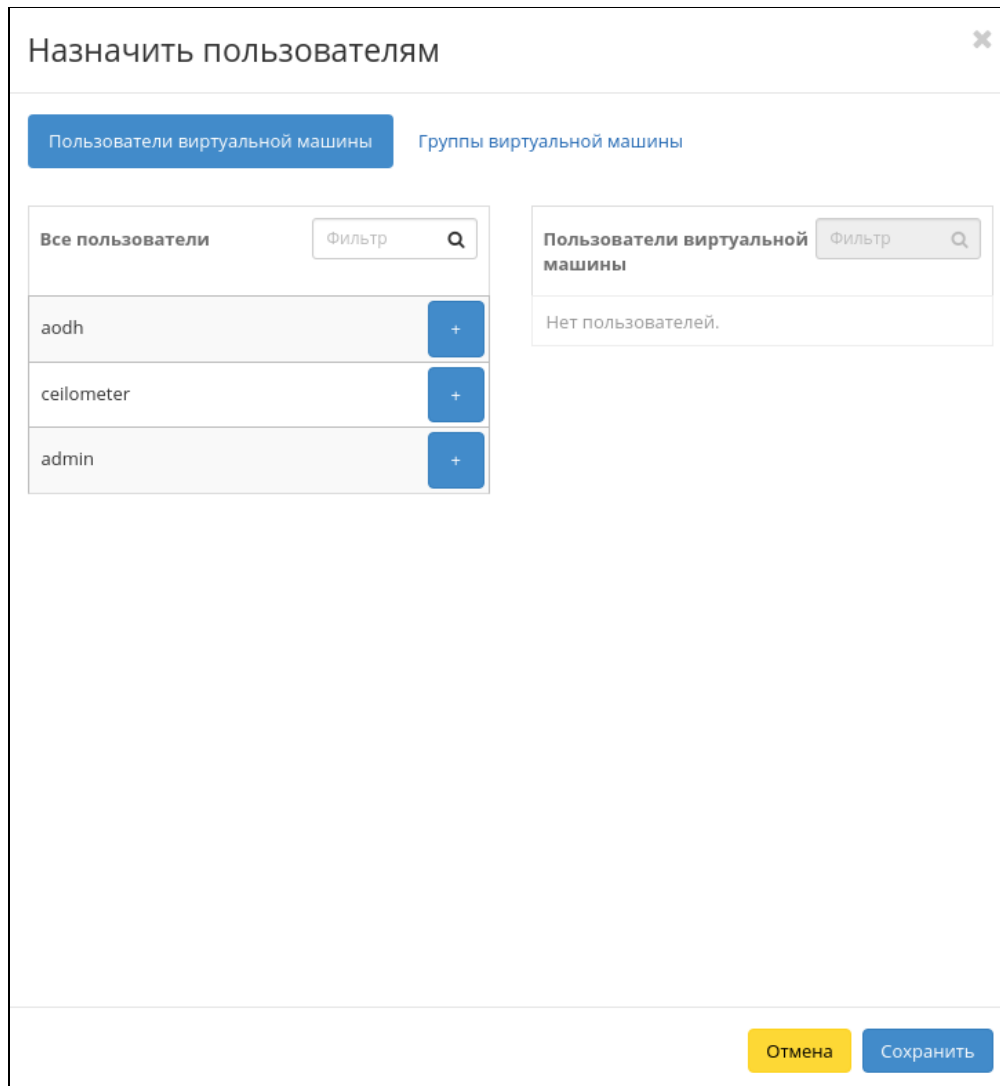 Назначить пользователям
Пользователи виртуальной машины
Группы виртуальной машины
Все пользователи
Фильтр
aodh
+
ceilometer
+
admin
+
Пользователи виртуальной
машины
Фильтр
Нет пользователей.
Отмена
Сохранить